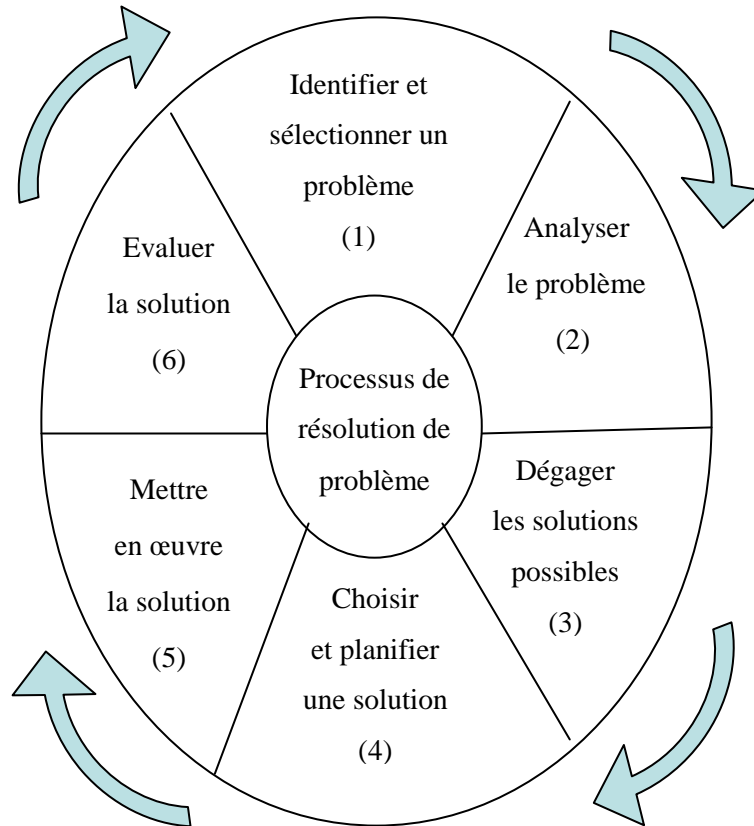 Identifier et
sélectionner un
problème
(1)
Analyser
le problème
(2)
Dégager
les solutions
possibles
(3)
Choisir
et planifier
une solution
(4)
Mettre
en œuvre
la solution
(5)
Evaluer
la solution
(6)
Processus de
résolution de
problème